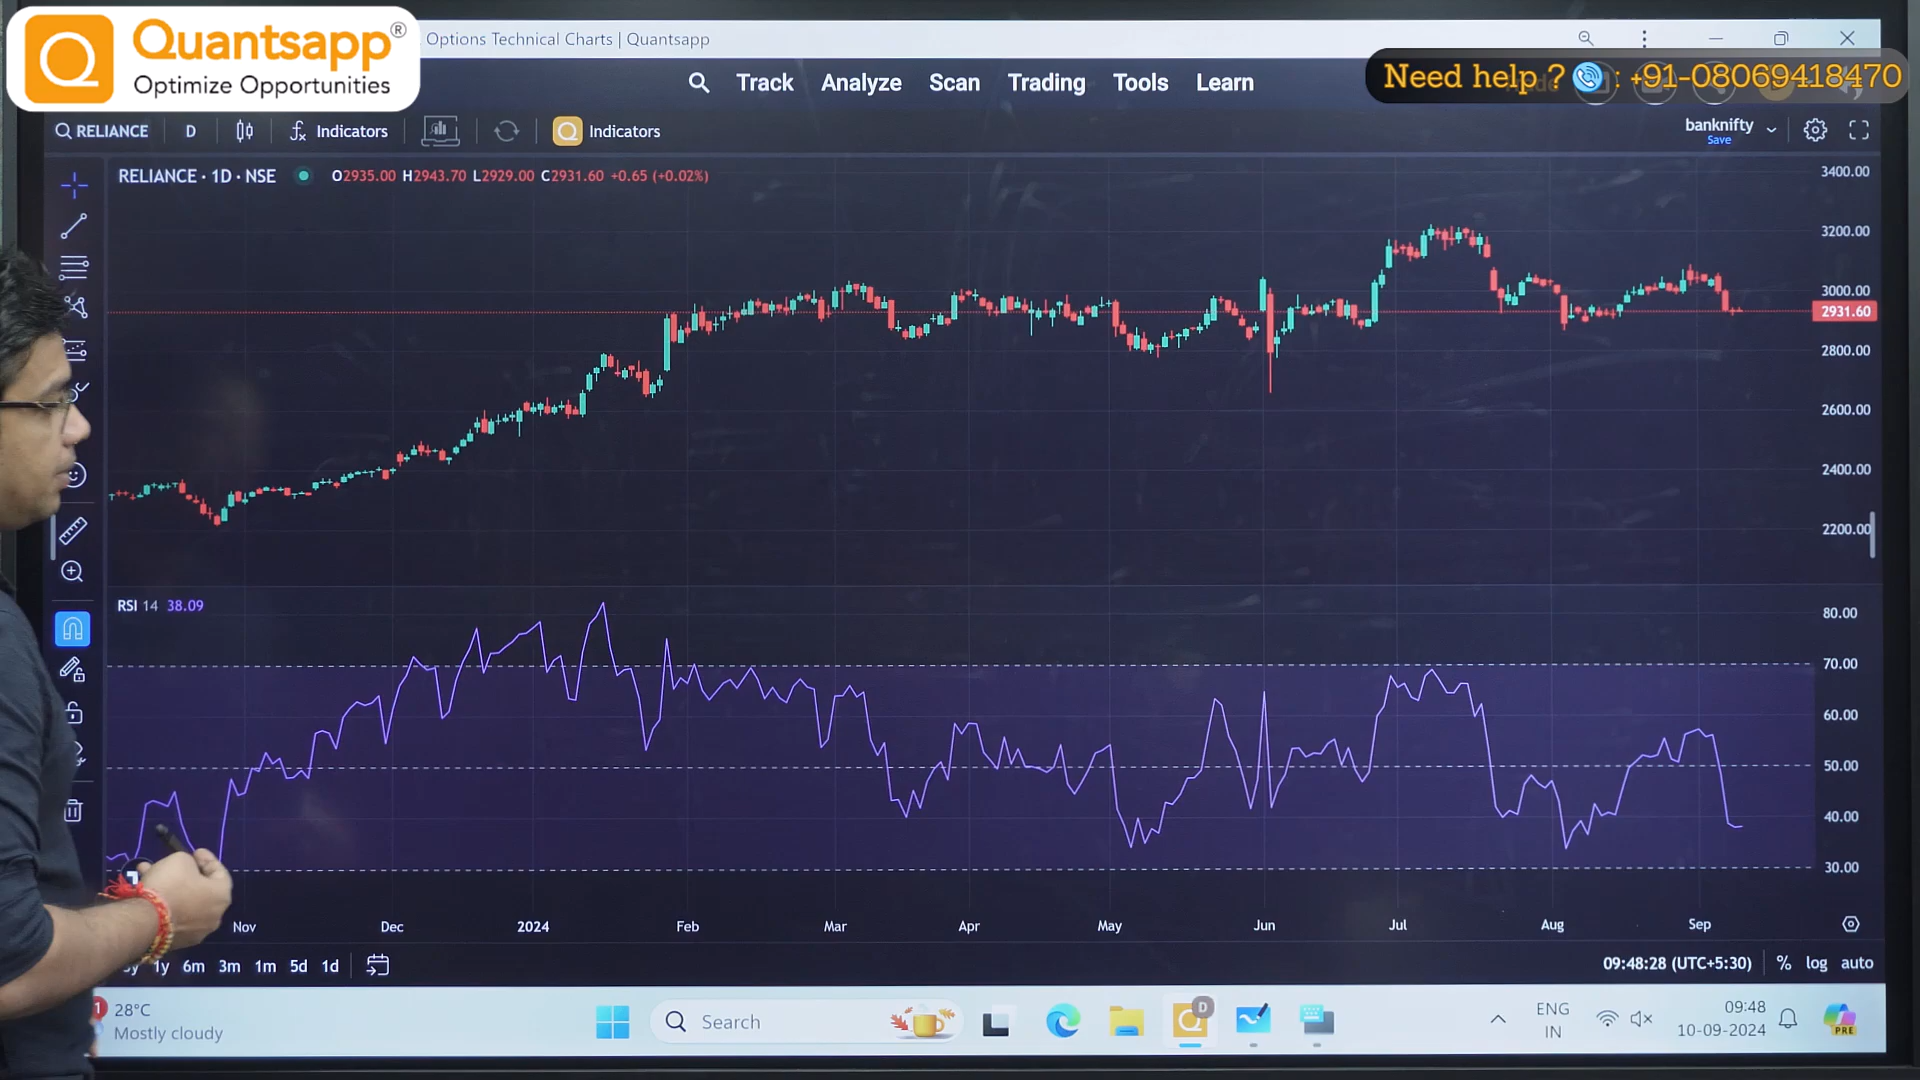 Quantsapp®
Optimize Opportunities
Options Technical Charts | Quantsapp
Track Analyze Scan Trading Tools Learn
Need help ? : +91-08069418470
RELIANCE D Indicators Indicators
banknifty
Save
RELIANCE · 1D · NSE O2935.00 H2943.70 L2929.00 C2931.60 +0.65 (+0.02%)
3400.00
3200.00
3000.00
2931.60
2800.00
2600.00
2400.00
2200.00
RSI 14 38.09
80.00
70.00
60.00
50.00
40.00
30.00
Nov Dec 2024 Feb Mar Apr May Jun Jul Aug Sep
1y 6m 3m 1m 5d 1d
09:48:28 (UTC+5:30) % log auto
1
28°C
Mostly cloudy
Search
D
ENG
IN
09:48
10-09-2024
PRE